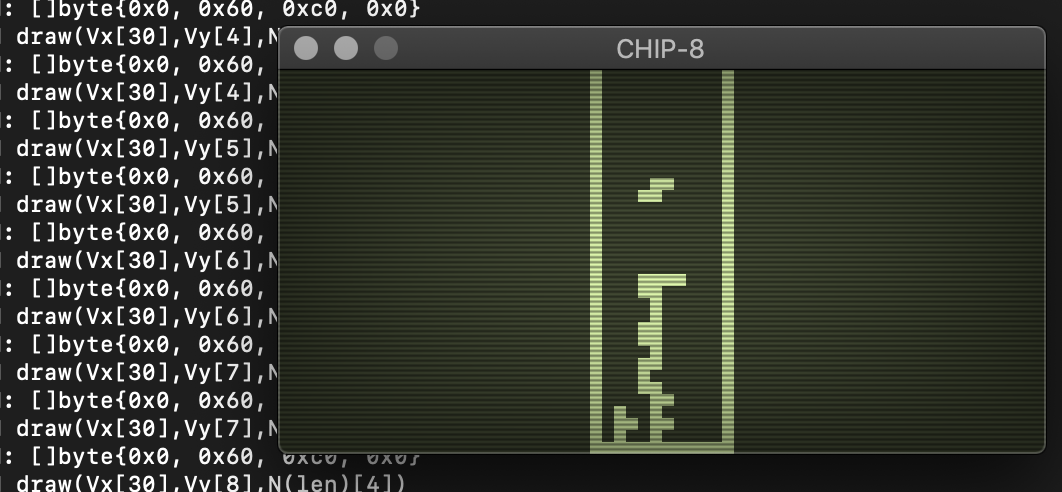 : []byte{0x0, 0x60, 0xc0, 0x0}
draw(Vx[30],Vy[4],N
: []byte{0x0, 0x60,
draw(Vx[30],Vy[4],N
: []byte{0x0, 0x60,
draw(Vx[30],Vy[5],N
: []byte{0x0, 0x60,
draw(Vx[30],Vy[5],N
: []byte{0x0, 0x60,
draw(Vx[30],Vy[6],N
: []byte{0x0, 0x60,
draw(Vx[30],Vy[6],N
: []byte{0x0, 0x60,
draw(Vx[30],Vy[7],N
: []byte{0x0, 0x60,
draw(Vx[30],Vy[7],N
: []byte{0x0, 0x60, 0xc0, 0x0}
draw(Vx[30],Vy[8],N(len)[4])
CHIP-8